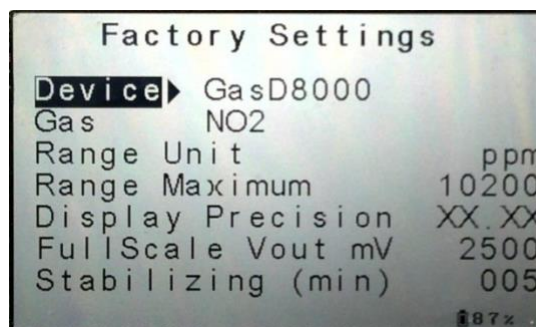 Factory Settings
Device GasD8000
Gas NO2
Range Unit ppm
Range Maximum 10200
Display Precision XX.XX
FullScale Vout mV 2500
Stabilizing (min) 005
87%